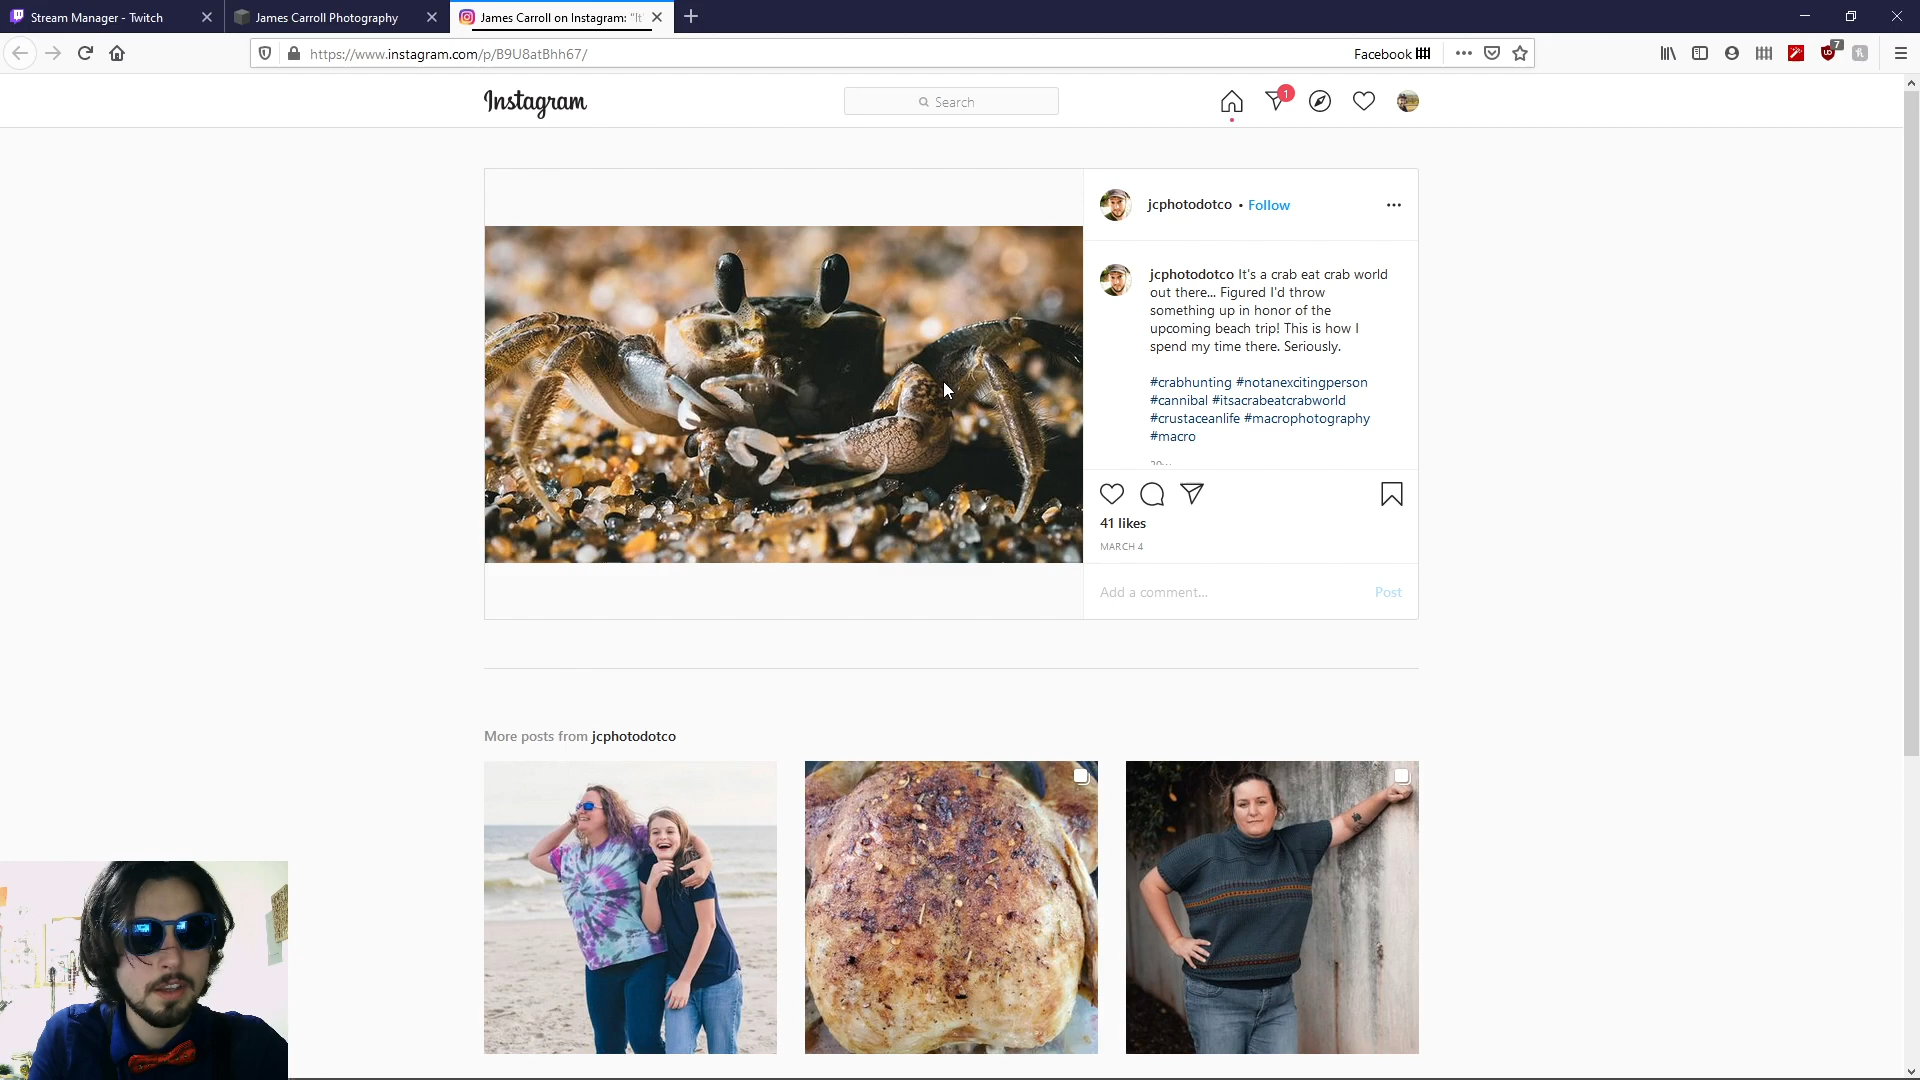 Stream Manager - Twitch
James Carroll Photography
James Carroll on Instagram: "It
https://www.instagram.com/p/B9U8atBhh67/
Facebook
7
Instagram
Search
1
jcphotodotco • Follow
jcphotodotco It's a crab eat crab world
out there... Figured I'd throw
something up in honor of the
upcoming beach trip! This is how I
spend my time there. Seriously.
#crabhunting #notanexcitingperson
#cannibal #itsacrabeatcrabworld
#crustaceanlife #macrophotography
#macro
41 likes
MARCH 4
Add a comment...
Post
More posts from jcphotodotco